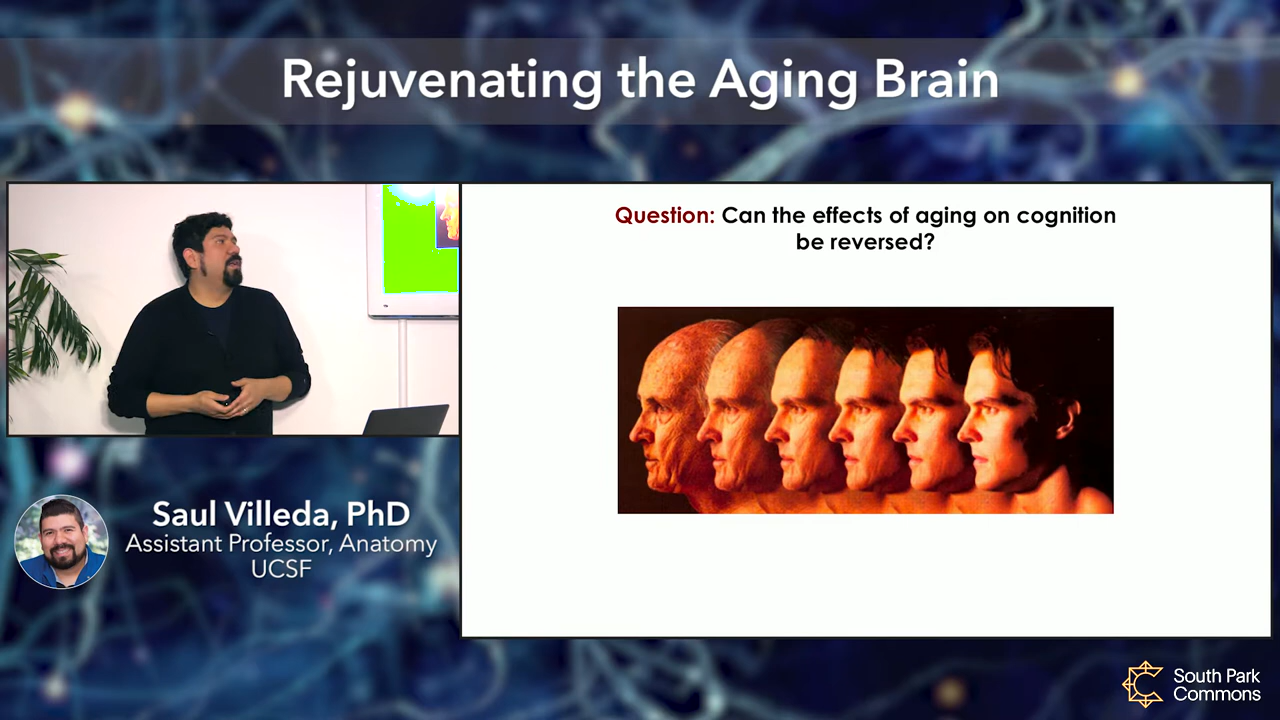 Rejuvenating the Aging Brain
Question: Can the effects of aging on cognition
be reversed?
Saul Villeda, PhD
Assistant Professor, Anatomy
UCSF
South Park
Commons